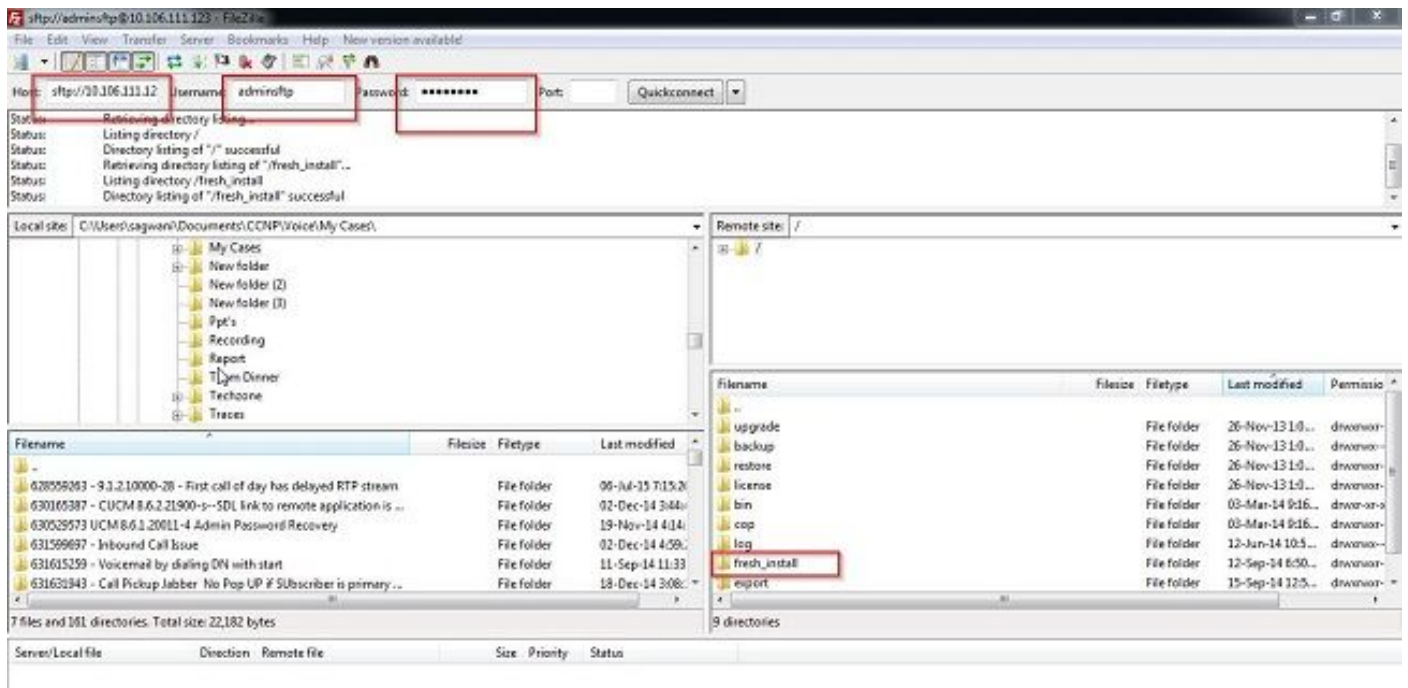 sftp://adminsftp@10.106.111.123 - FileZilla
File Edit View Transfer Server Bookmarks Help New version available!
Host: sftp://10.106.111.12 Username: adminsftp Password: •••••••• Port: Quickconnect
Status: Retrieving directory listing...
Status: Listing directory /
Status: Directory listing of "/" successful
Status: Retrieving directory listing of "/fresh_install"...
Status: Listing directory /fresh_install
Status: Directory listing of "/fresh_install" successful
Local site: C:\Users\sagwani\Documents\CCNP\Voice\My Cases\
My Cases
New folder
New folder (2)
New folder (3)
Ppt's
Recording
Report
Dinner
Techzone
Traces
Filename Filesize Filetype Last modified
..
628559263 - 9.1.2.10000-28 - First call of day has delayed RTP stream File folder 06-Jul-15 7:15:2
630165387 - CUCM 8.6.2.21900-s--SDL link to remote application is ... File folder 02-Dec-14 3:44:
630529573 UCM 8.6.1.20011-4 Admin Password Recovery File folder 19-Nov-14 4:14:
631599697 - Inbound Call Issue File folder 02-Dec-14 4:59:
631615259 - Voicemail by dialing DN with start File folder 11-Sep-14 11:33
631631943 - Call Pickup Jabber No Pop UP if SUbscriber is primary ... File folder 18-Dec-14 3:08:
7 files and 161 directories. Total size: 22,182 bytes
Remote site: /
/
Filename Filesize Filetype Last modified Permissio
..
upgrade File folder 26-Nov-13 1:0...
backup File folder 26-Nov-13 1:0...
restore File folder 26-Nov-13 1:0...
license File folder 26-Nov-13 1:0...
bin File folder 03-Mar-14 9:16...
cop File folder 03-Mar-14 9:16...
log File folder 12-Jun-14 10:5...
fresh_install File folder 12-Sep-14 6:50...
export File folder 15-Sep-14 12:5...
9 directories
Server/Local file Direction Remote file Size Priority Status